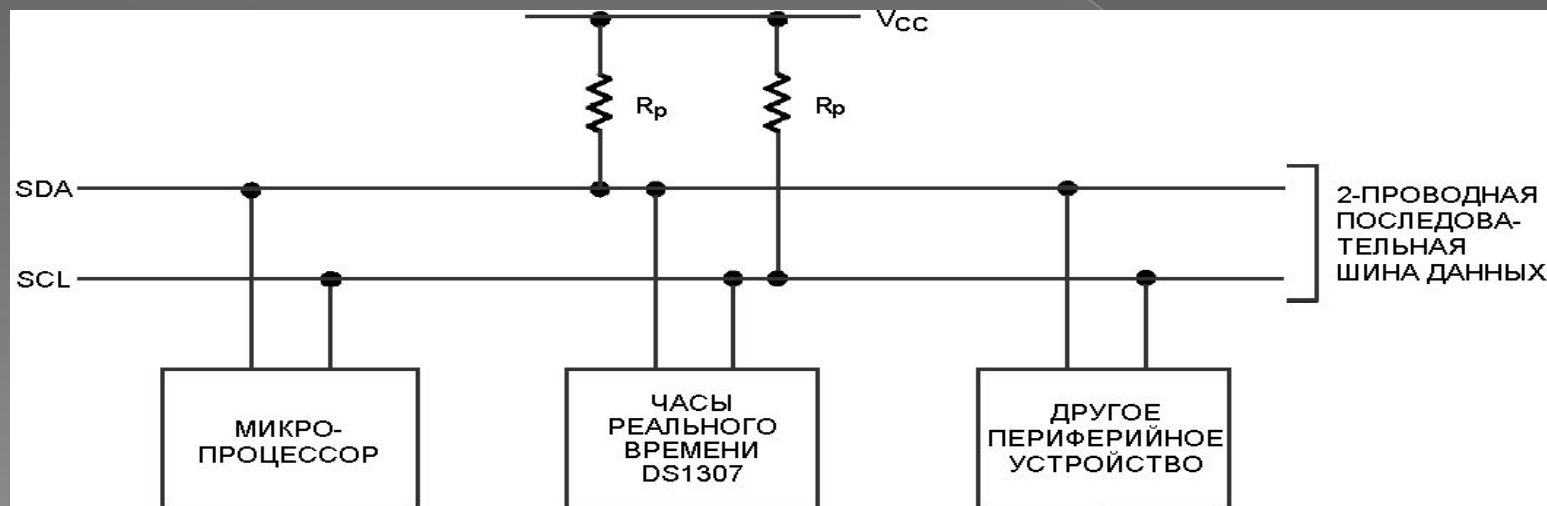 VCC
Rp
Rp
SDA
SCL
2-ПРОВОДНАЯ
ПОСЛЕДОВА-
ТЕЛЬНАЯ
ШИНА ДАННЫХ
МИКРО-
ПРОЦЕССОР
ЧАСЫ
РЕАЛЬНОГО
ВРЕМЕНИ
DS1307
ДРУГОЕ
ПЕРИФЕРИЙНОЕ
УСТРОЙСТВО